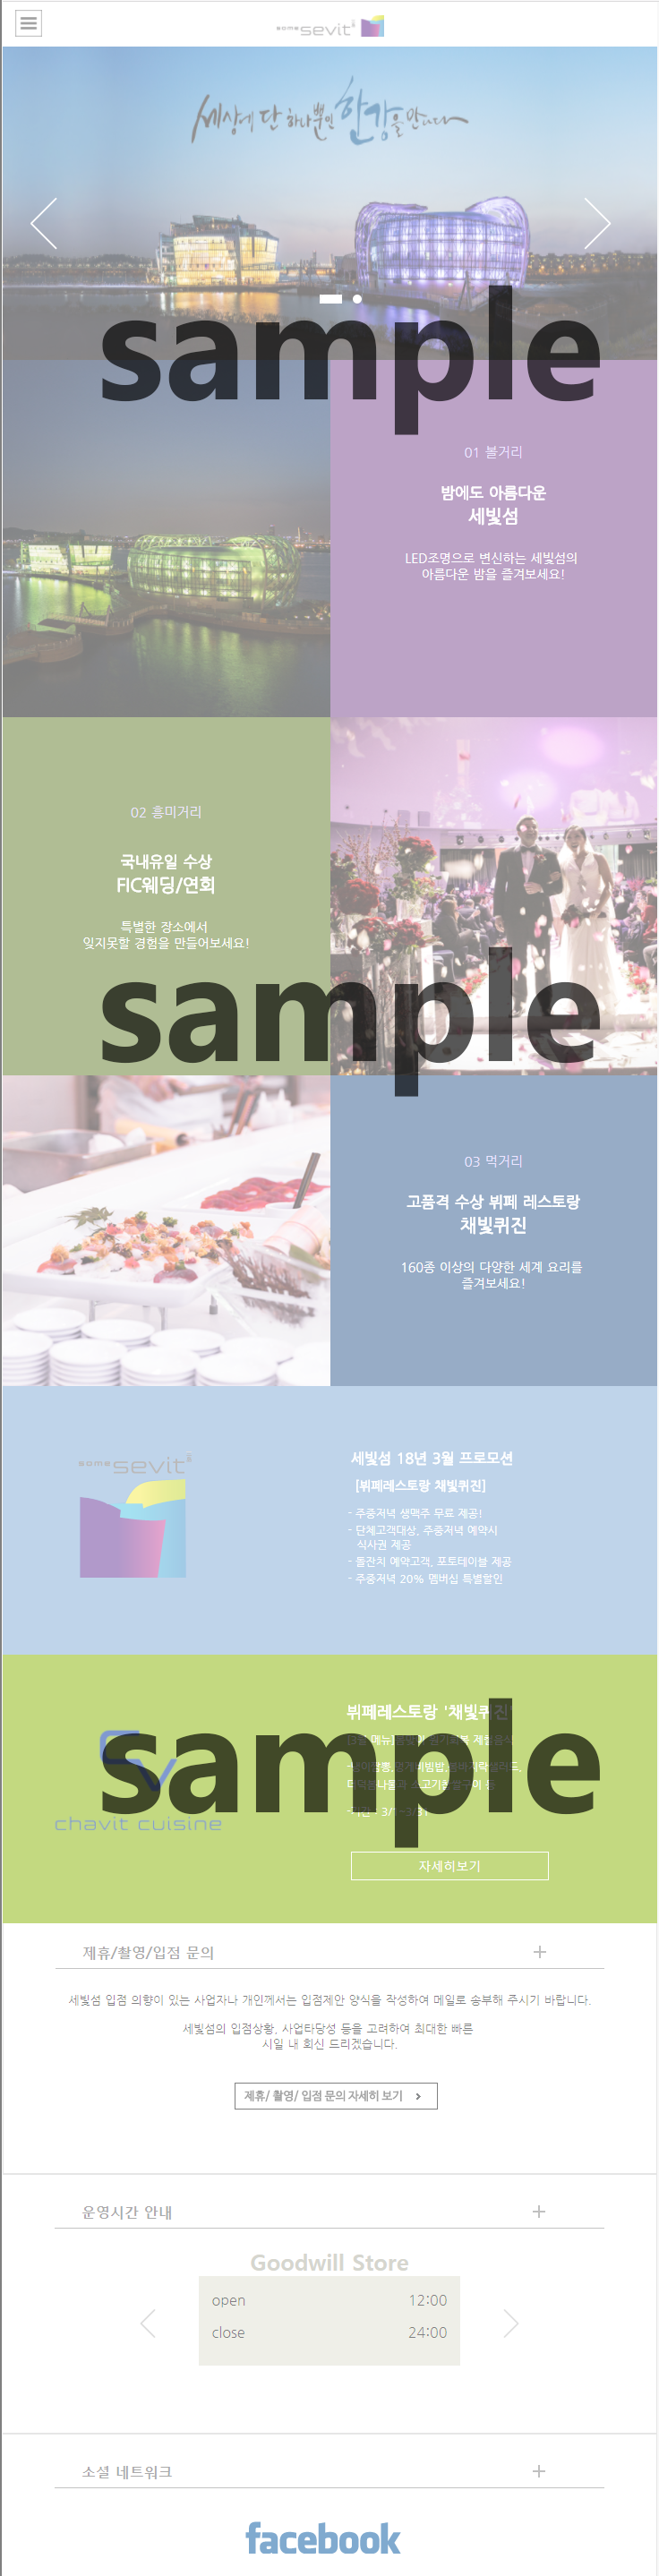 some sevit
세상에 단 하나뿐인 한강을 만나다
sample
01 볼거리
밤에도 아름다운
세빛섬
LED조명으로 변신하는 세빛섬의
아름다운 밤을 즐겨보세요!
02 흥미거리
국내유일 수상
FIC웨딩/연회
특별한 장소에서
잊지못할 경험을 만들어보세요!
sample
03 먹거리
고품격 수상 뷔페 레스토랑
채빛퀴진
160종 이상의 다양한 세계 요리를
즐겨보세요!
some sevit
세빛섬 18년 3월 프로모션
[뷔페레스토랑 채빛퀴진]
- 주중저녁 생맥주 무료 제공!
- 단체고객대상, 주중저녁 예약시
식사권 제공
- 돌잔치 예약고객, 포토테이블 제공
- 주중저녁 20% 멤버십 특별할인
sample
뷔페레스토랑 '채빛퀴진'
chavit cuisine
자세히보기
제휴/촬영/입점 문의
세빛섬 입점 의향이 있는 사업자나 개인께서는 입점제안 양식을 작성하여 메일로 송부해 주시기 바랍니다.
세빛섬의 입점상황, 사업타당성 등을 고려하여 최대한 빠른
시일 내 회신 드리겠습니다.
제휴/ 촬영/ 입점 문의 자세히 보기
운영시간 안내
Goodwill Store
open 12:00
close 24:00
소셜 네트워크
facebook